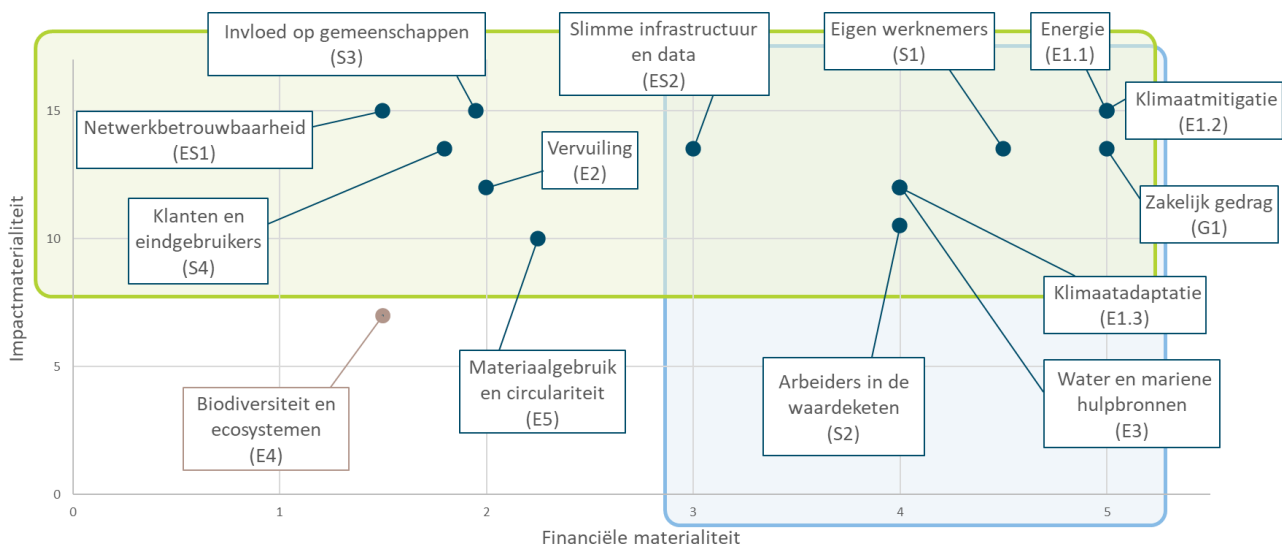 Invloed op gemeenschappen
(S3)
Slimme infrastructuur
en data
(ES2)
Eigen werknemers
(S1)
Energie
(E1.1)
Klimaatmitigatie
(E1.2)
Netwerkbetrouwbaarheid
(ES1)
Vervuiling
(E2)
Klanten en
eindgebruikers
(S4)
Zakelijk gedrag
(G1)
Klimaatadaptatie
(E1.3)
Biodiversiteit en
ecosystemen
(E4)
Materiaalgebruik
en circulariteit
(E5)
Arbeiders in de
waardeketen
(S2)
Water en mariene
hulpbronnen
(E3)
Impactmaterialiteit
15
10
5
0
0
1
2
3
4
5
Financiële materialiteit